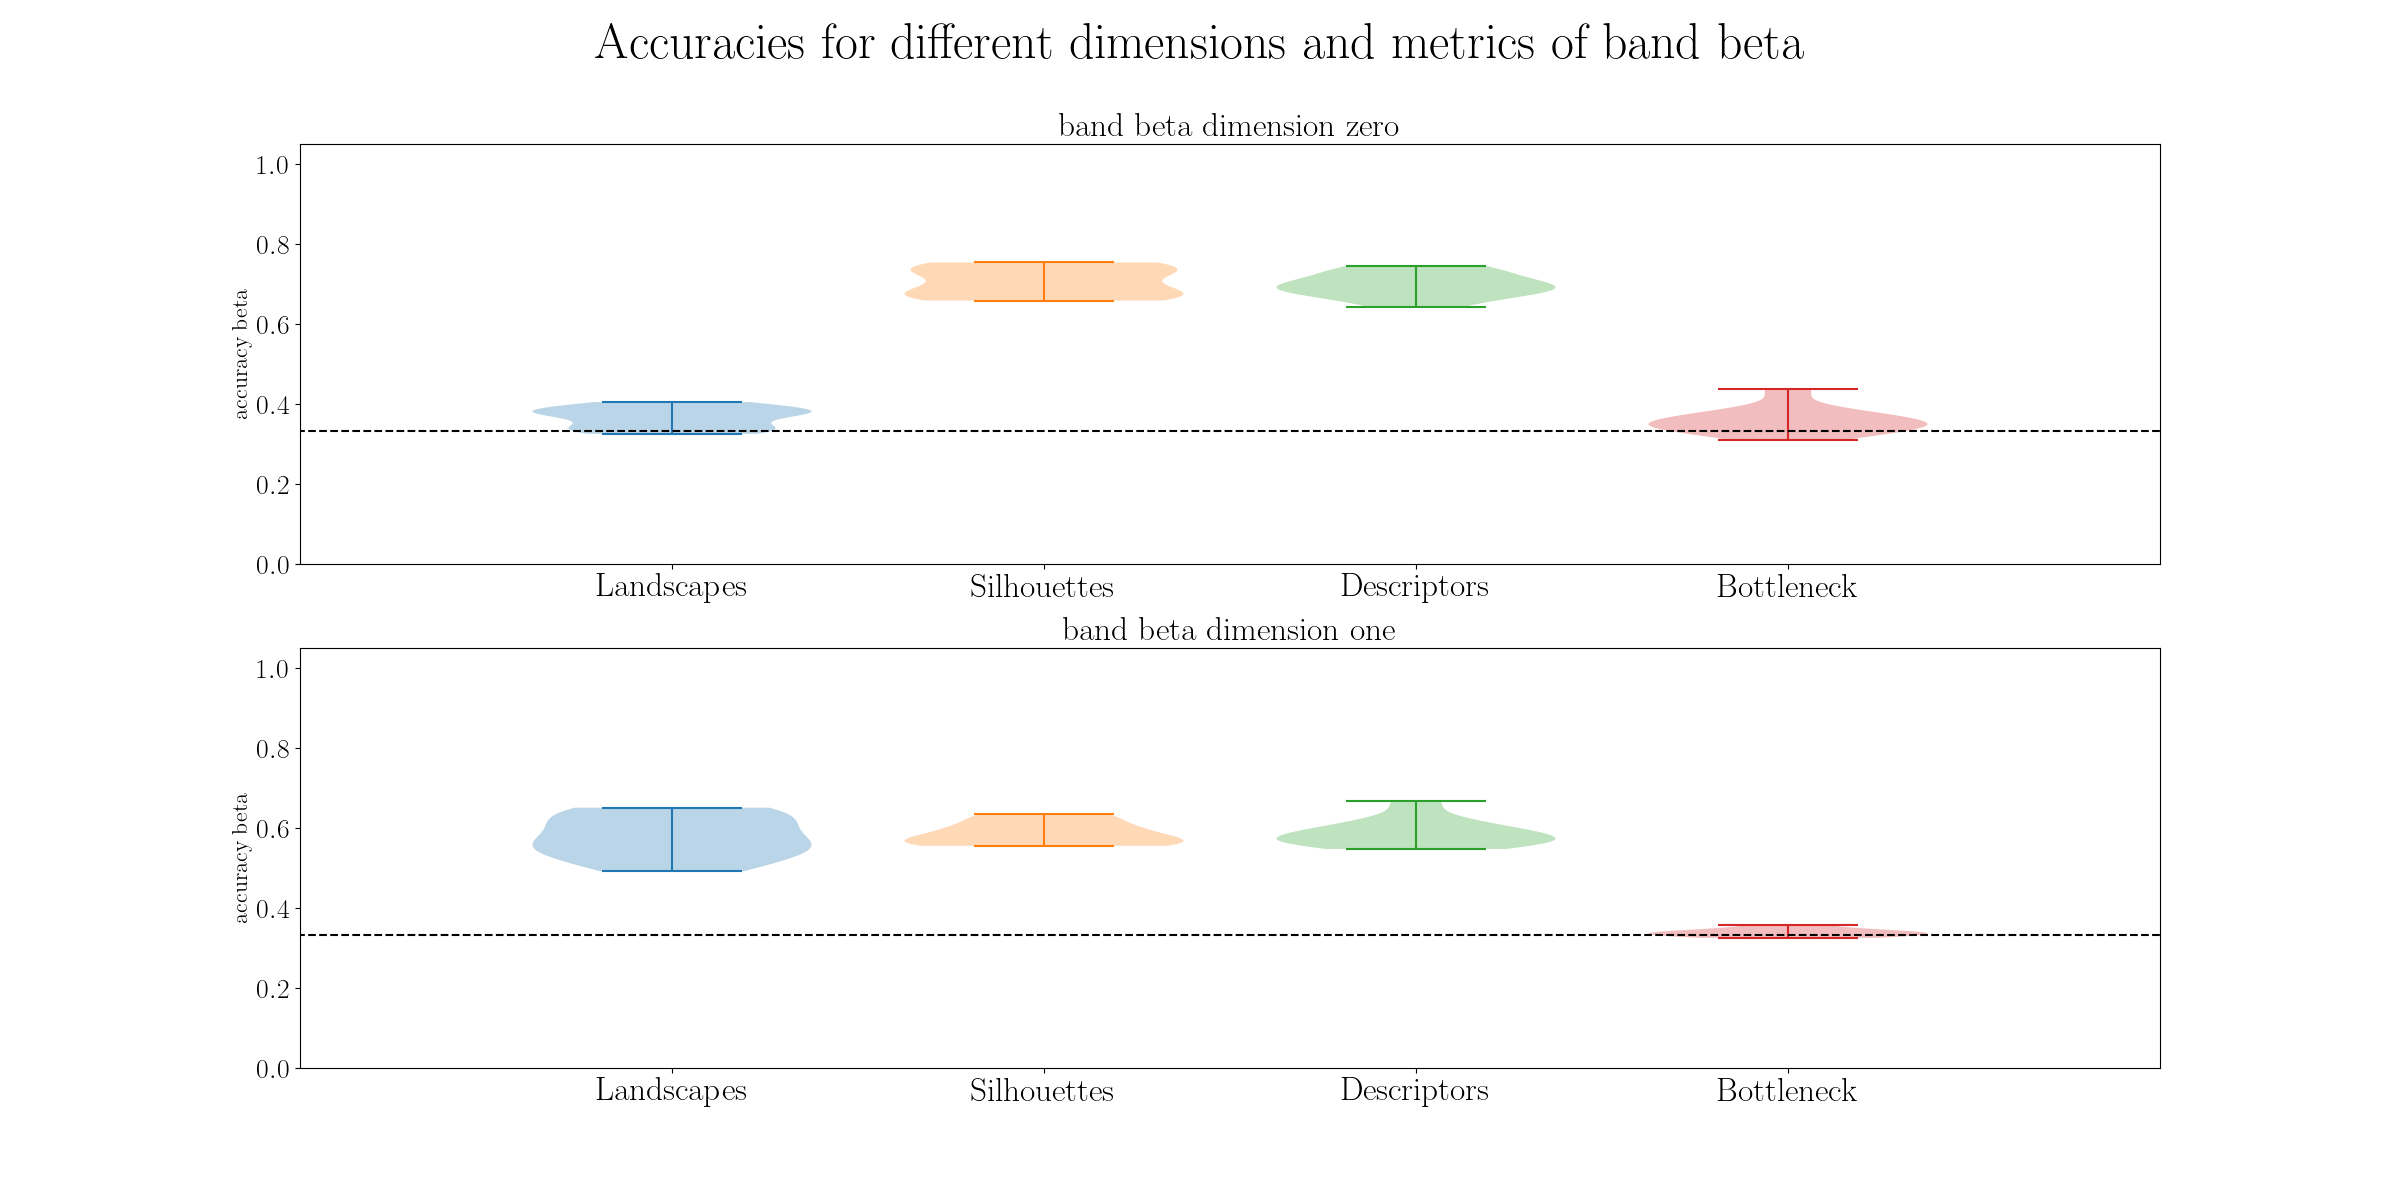 Accuracies for different dimensions and metrics of band beta
band beta dimension zero
accuracy beta
1.0
0.8
0.6
0.4
0.2
0.0
Landscapes Silhouettes Descriptors Bottleneck
band beta dimension one
accuracy beta
1.0
0.8
0.6
0.4
0.2
0.0
Landscapes Silhouettes Descriptors Bottleneck